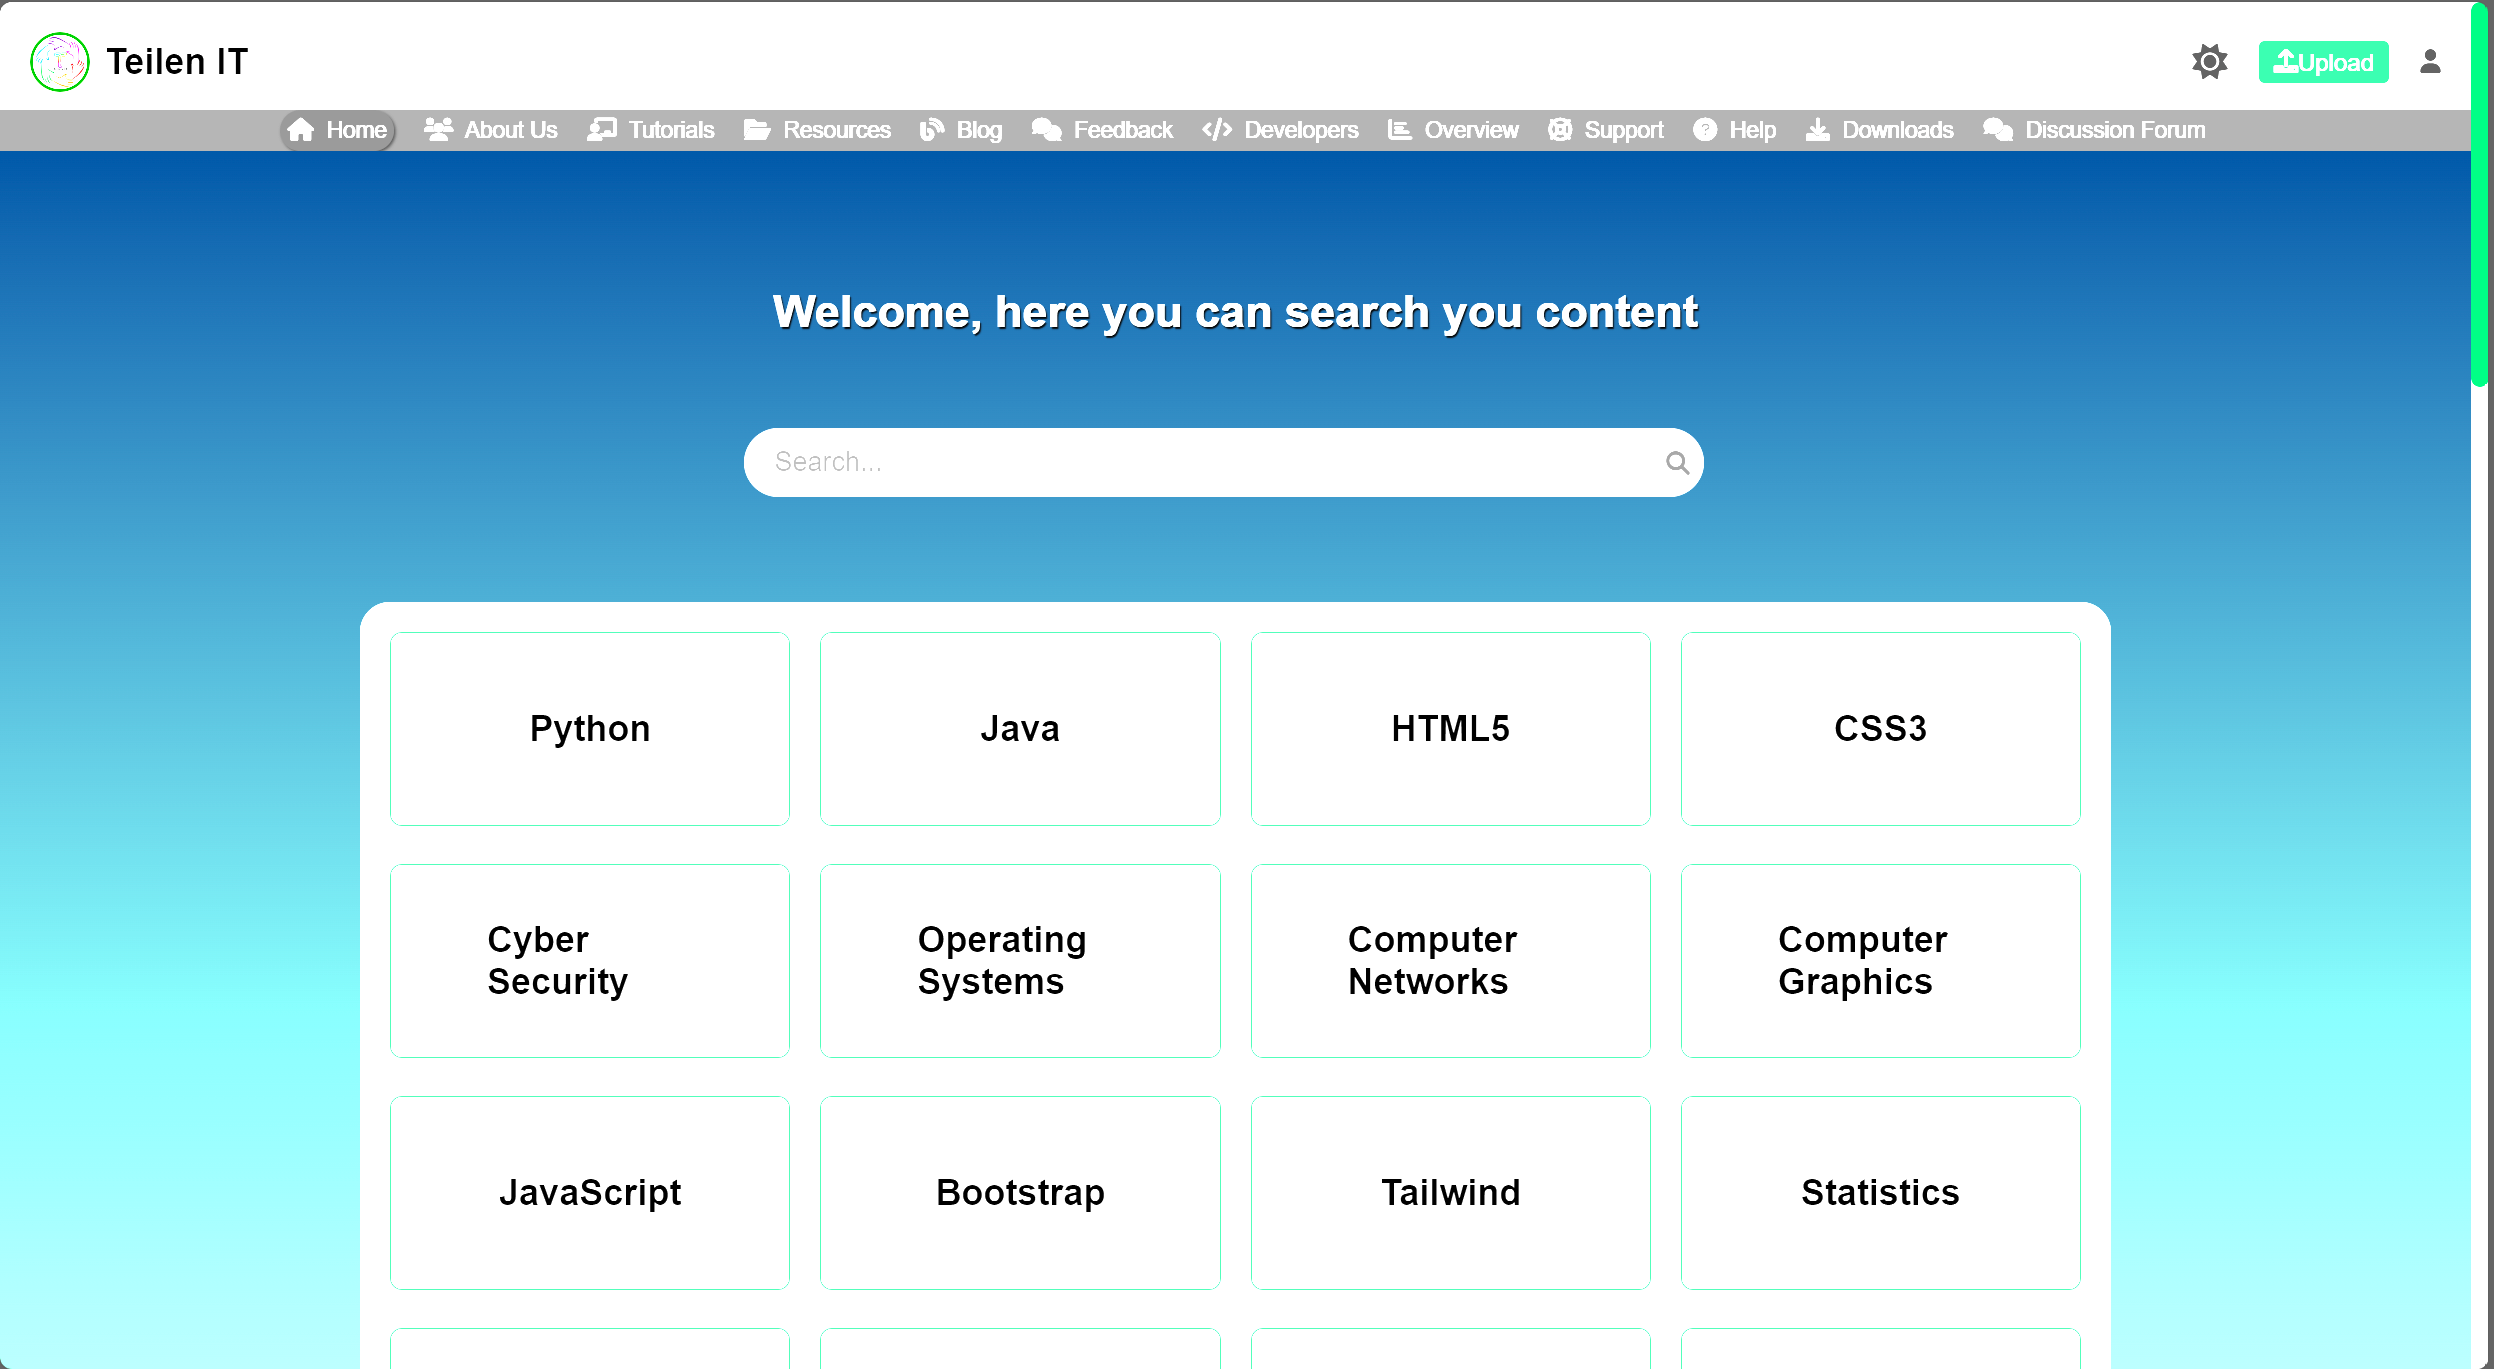 Teilen IT
Upload
Home About Us Tutorials Resources Blog Feedback Developers Overview Support Help Downloads Discussion Forum
Welcome, here you can search you content
Search...
Python
Java
HTML5
CSS3
Cyber
Security
Operating
Systems
Computer
Networks
Computer
Graphics
JavaScript
Bootstrap
Tailwind
Statistics